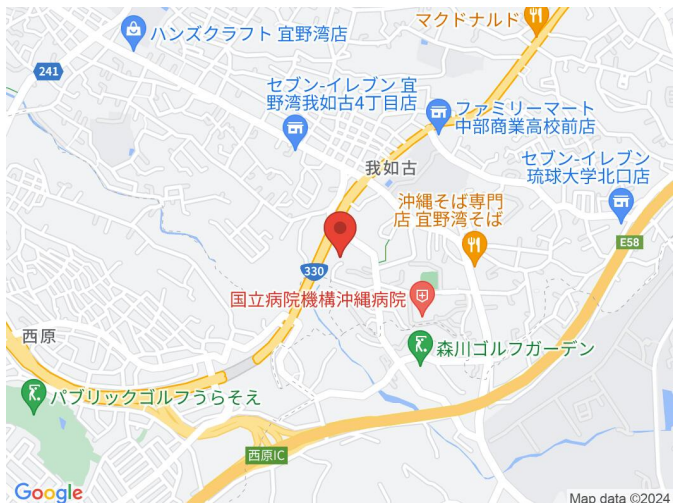 マクドナルド
ハンズクラフト 宜野湾店
241
セブン-イレブン 宜
野湾我如古4丁目店
ファミリーマート
中部商業高校前店
セブン-イレブン
琉球大学北口店
我如古
沖縄そば専門
店 宜野湾そば
E58
330
国立病院機構沖縄病院
西原
森川ゴルフガーデン
パブリックゴルフうらそえ
西原IC
Google
Map data ©2024